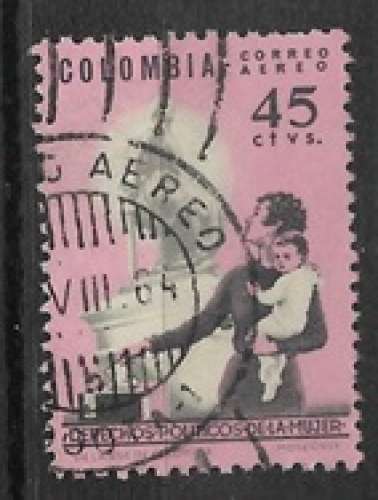 COLOMBIA
CORREO
AEREO
45
ctvs.
AEREO
VIII.64
DERECHOS POLITICOS DE LA MUJER